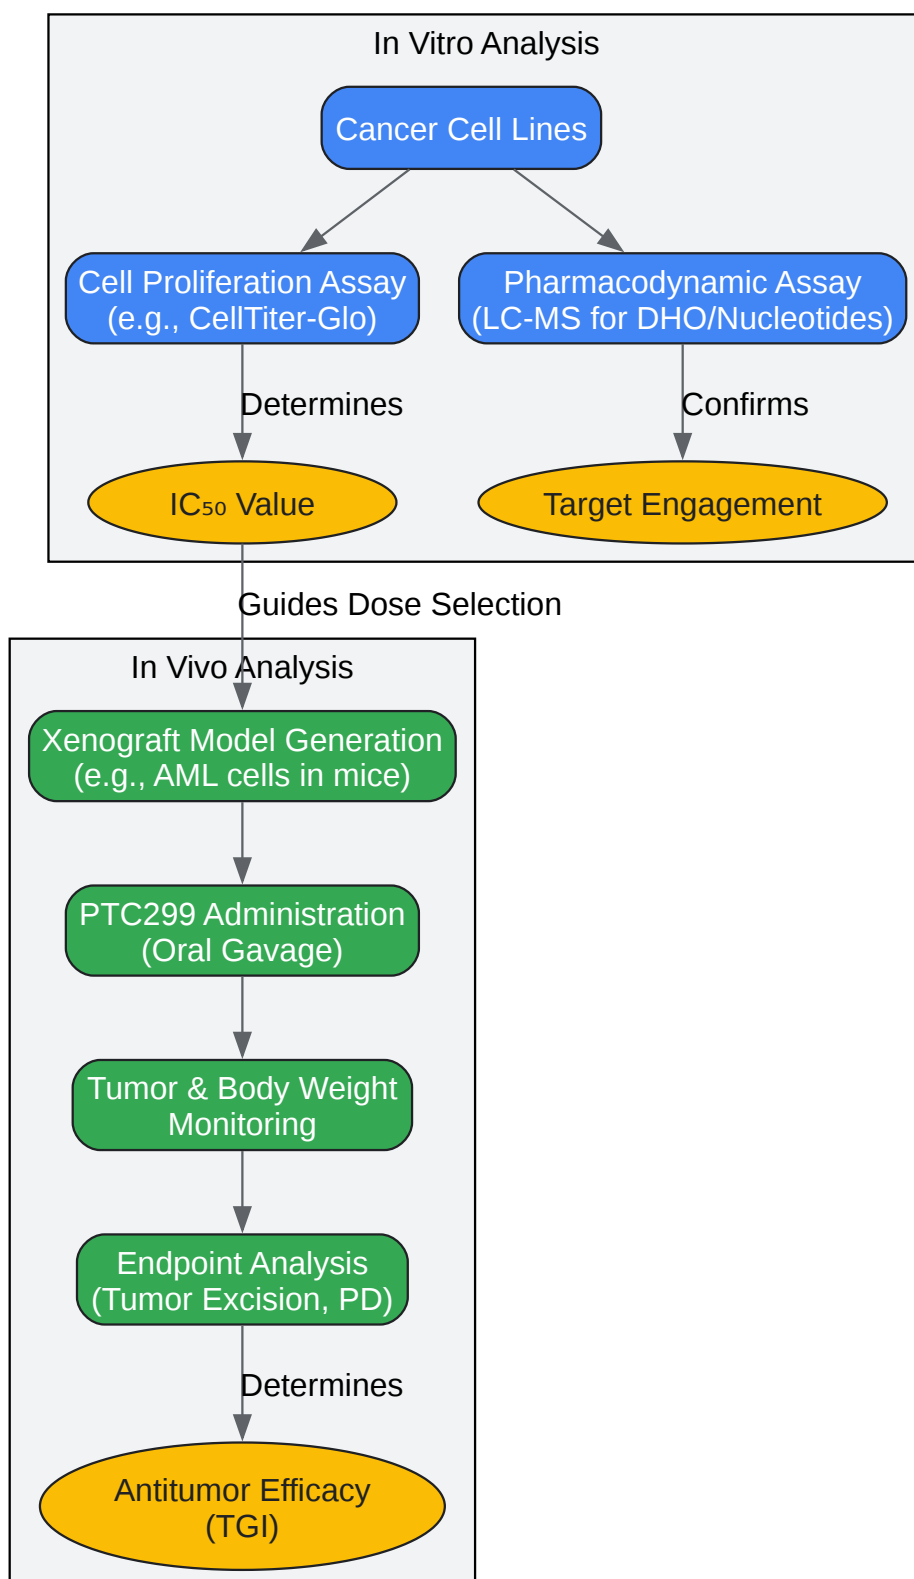 In Vitro Analysis
Cancer Cell Lines
Cell Proliferation Assay
(e.g., CellTiter-Glo)
Pharmacodynamic Assay
(LC-MS for DHO/Nucleotides)
Determines
Confirms
IC₅₀ Value
Target Engagement
Guides Dose Selection
In Vivo Analysis
Xenograft Model Generation
(e.g., AML cells in mice)
PTC299 Administration
(Oral Gavage)
Tumor & Body Weight
Monitoring
Endpoint Analysis
(Tumor Excision, PD)
Determines
Antitumor Efficacy
(TGI)